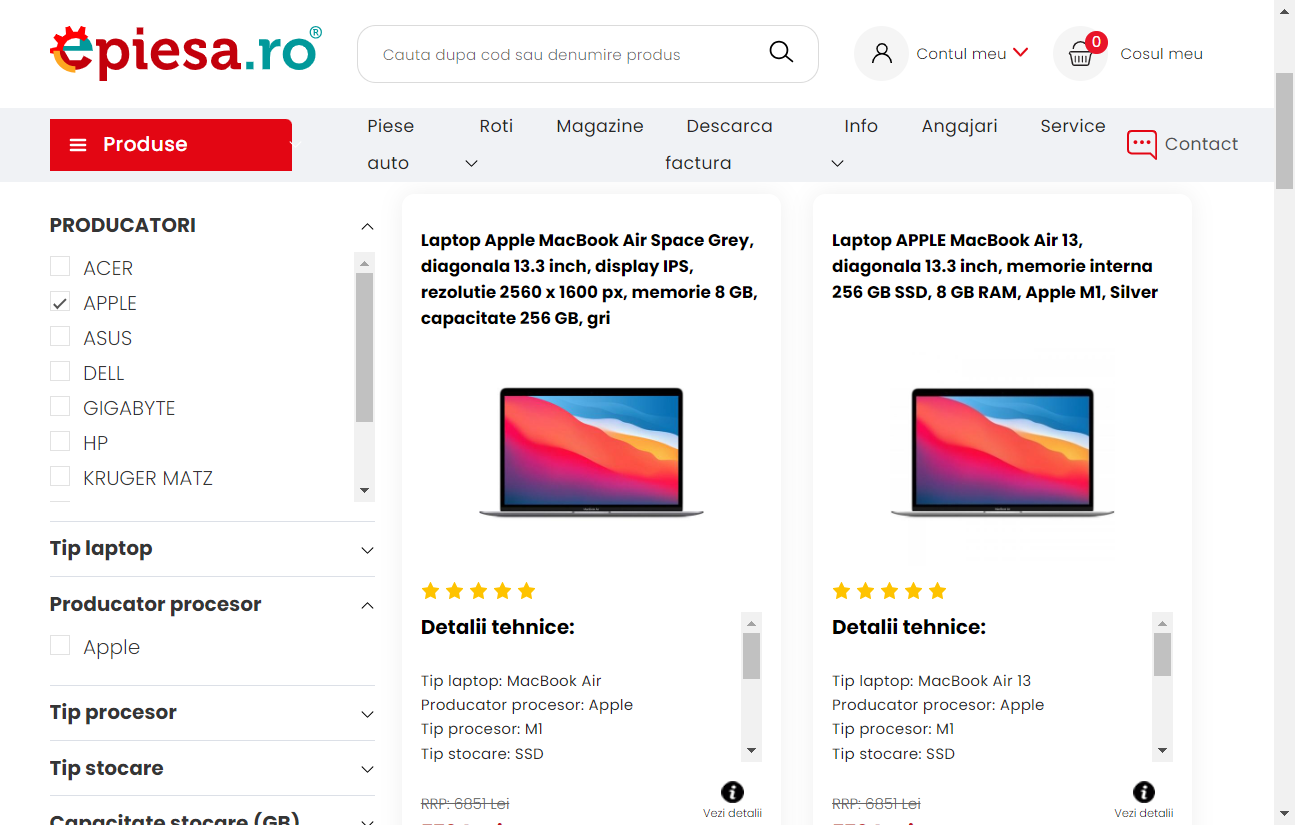 epiesa.ro®
Cauta dupa cod sau denumire produs
Contul meu
0
Cosul meu
Produse
Piese auto
Roti
Magazine
Descarca factura
Info
Angajari
Service
Contact
PRODUCATORI
ACER
APPLE
ASUS
DELL
GIGABYTE
HP
KRUGER MATZ
Tip laptop
Producator procesor
Apple
Tip procesor
Tip stocare
Capacitate stocare (GB)
Laptop Apple MacBook Air Space Grey,
diagonala 13.3 inch, display IPS,
rezolutie 2560 x 1600 px, memorie 8 GB,
capacitate 256 GB, gri
Detalii tehnice:
Tip laptop: MacBook Air
Producator procesor: Apple
Tip procesor: M1
Tip stocare: SSD
RRP: 6851 Lei
Vezi detalii
Laptop APPLE MacBook Air 13,
diagonala 13.3 inch, memorie interna
256 GB SSD, 8 GB RAM, Apple M1, Silver
Detalii tehnice:
Tip laptop: MacBook Air 13
Producator procesor: Apple
Tip procesor: M1
Tip stocare: SSD
RRP: 6851 Lei
Vezi detalii